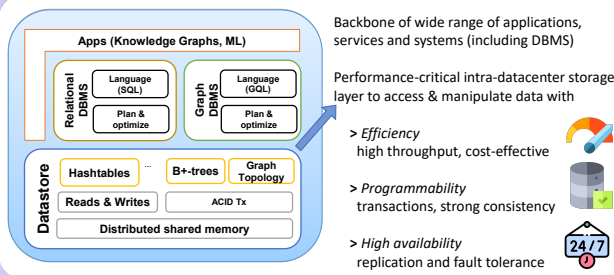 Apps (Knowledge Graphs, ML)
Relational
DBMS
Language
(SQL)
Plan &
optimize
Graph
DBMS
Language
(GQL)
Plan &
optimize
Datastore
Hashtables
...
B+-trees
Graph
Topology
Reads & Writes
ACID Tx
Distributed shared memory
Backbone of wide range of applications,
services and systems (including DBMS)
Performance-critical intra-datacenter storage
layer to access & manipulate data with
> Efficiency
high throughput, cost-effective
> Programmability
transactions, strong consistency
> High availability
replication and fault tolerance
24/7